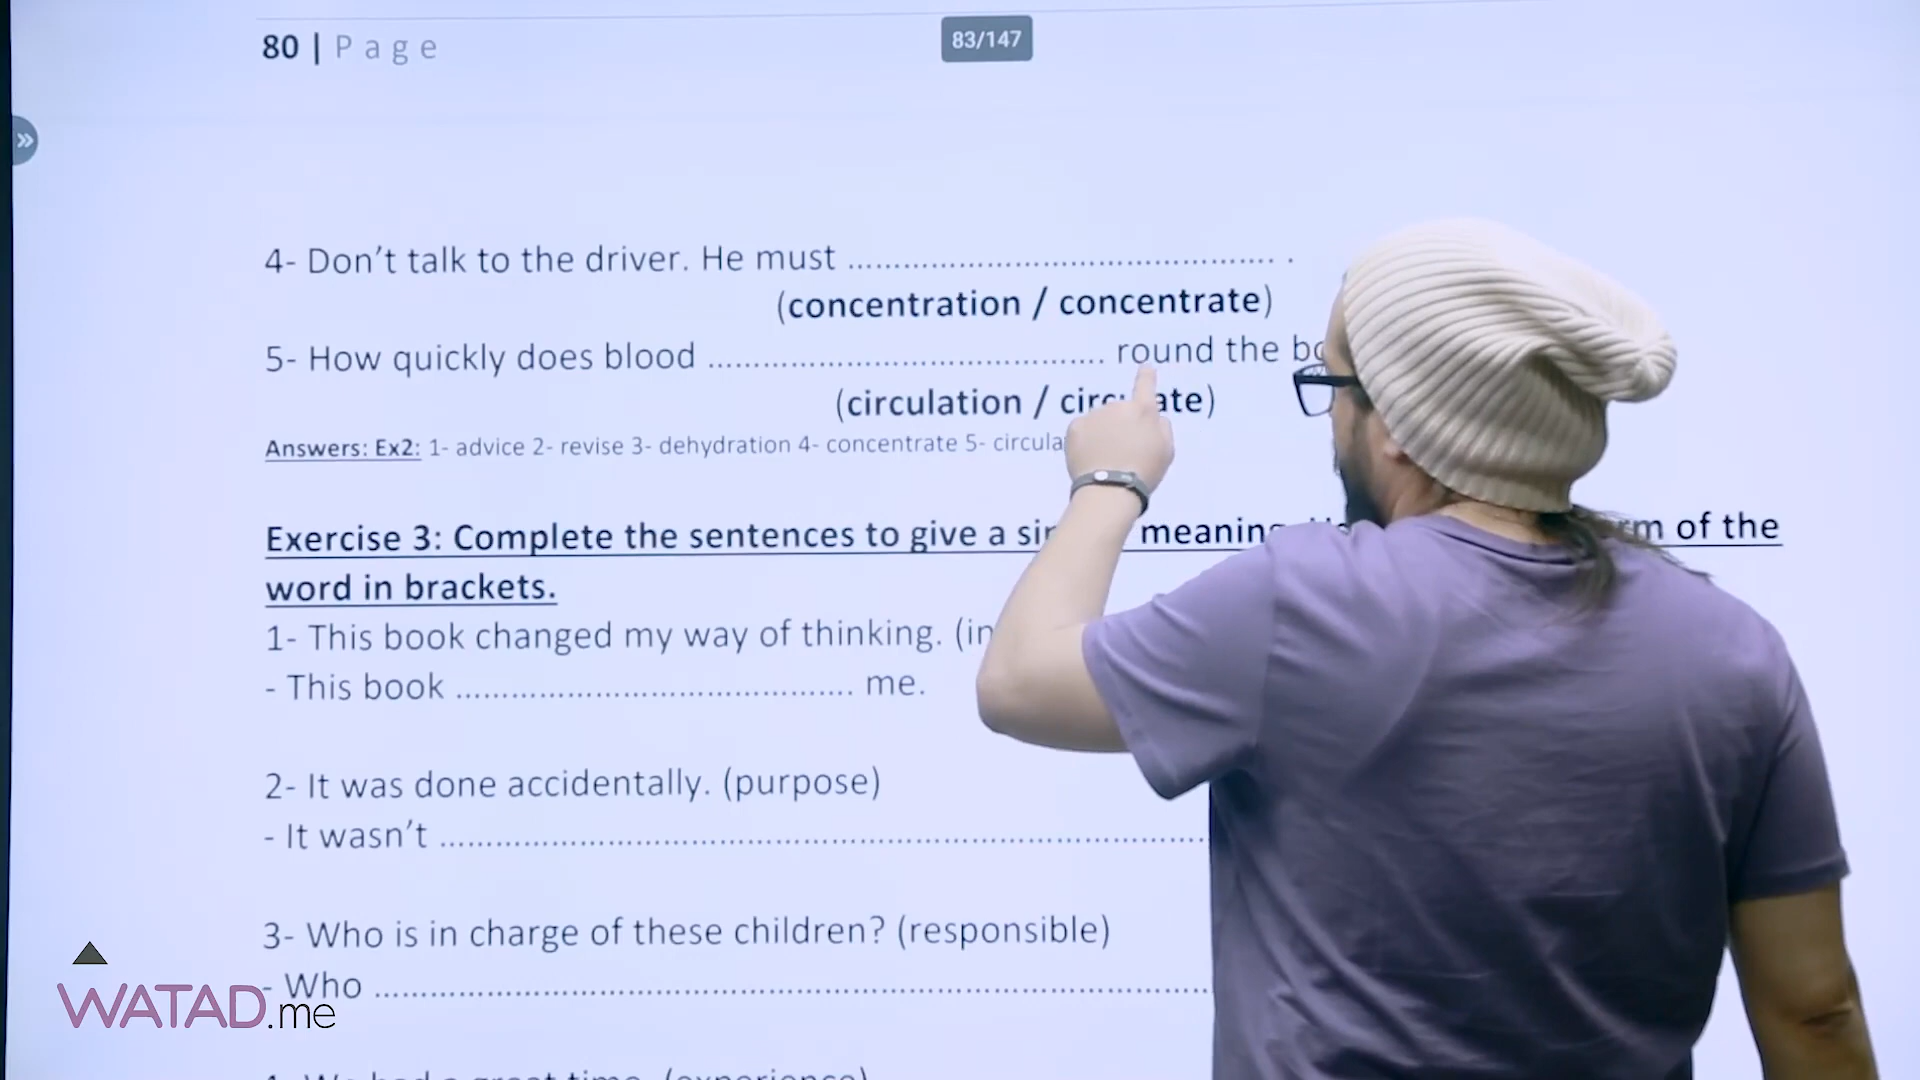 80 | Page
83/147
»
4- Don't talk to the driver. He must .......................................... .
(concentration / concentrate)
5- How quickly does blood ....................................... round the
(circulation /
Answers: Ex2: 1- advice 2- revise 3- dehydration 4- concentrate 5-
Exercise 3: Complete the sentences to give a of the
word in brackets.
1- This book changed my way of thinking.
- This book ....................................... me.
2- It was done accidentally. (purpose)
- It wasn't ..........................................................................
3- Who is in charge of these children? (responsible)
- Who ..................................................................................
WATAD.me